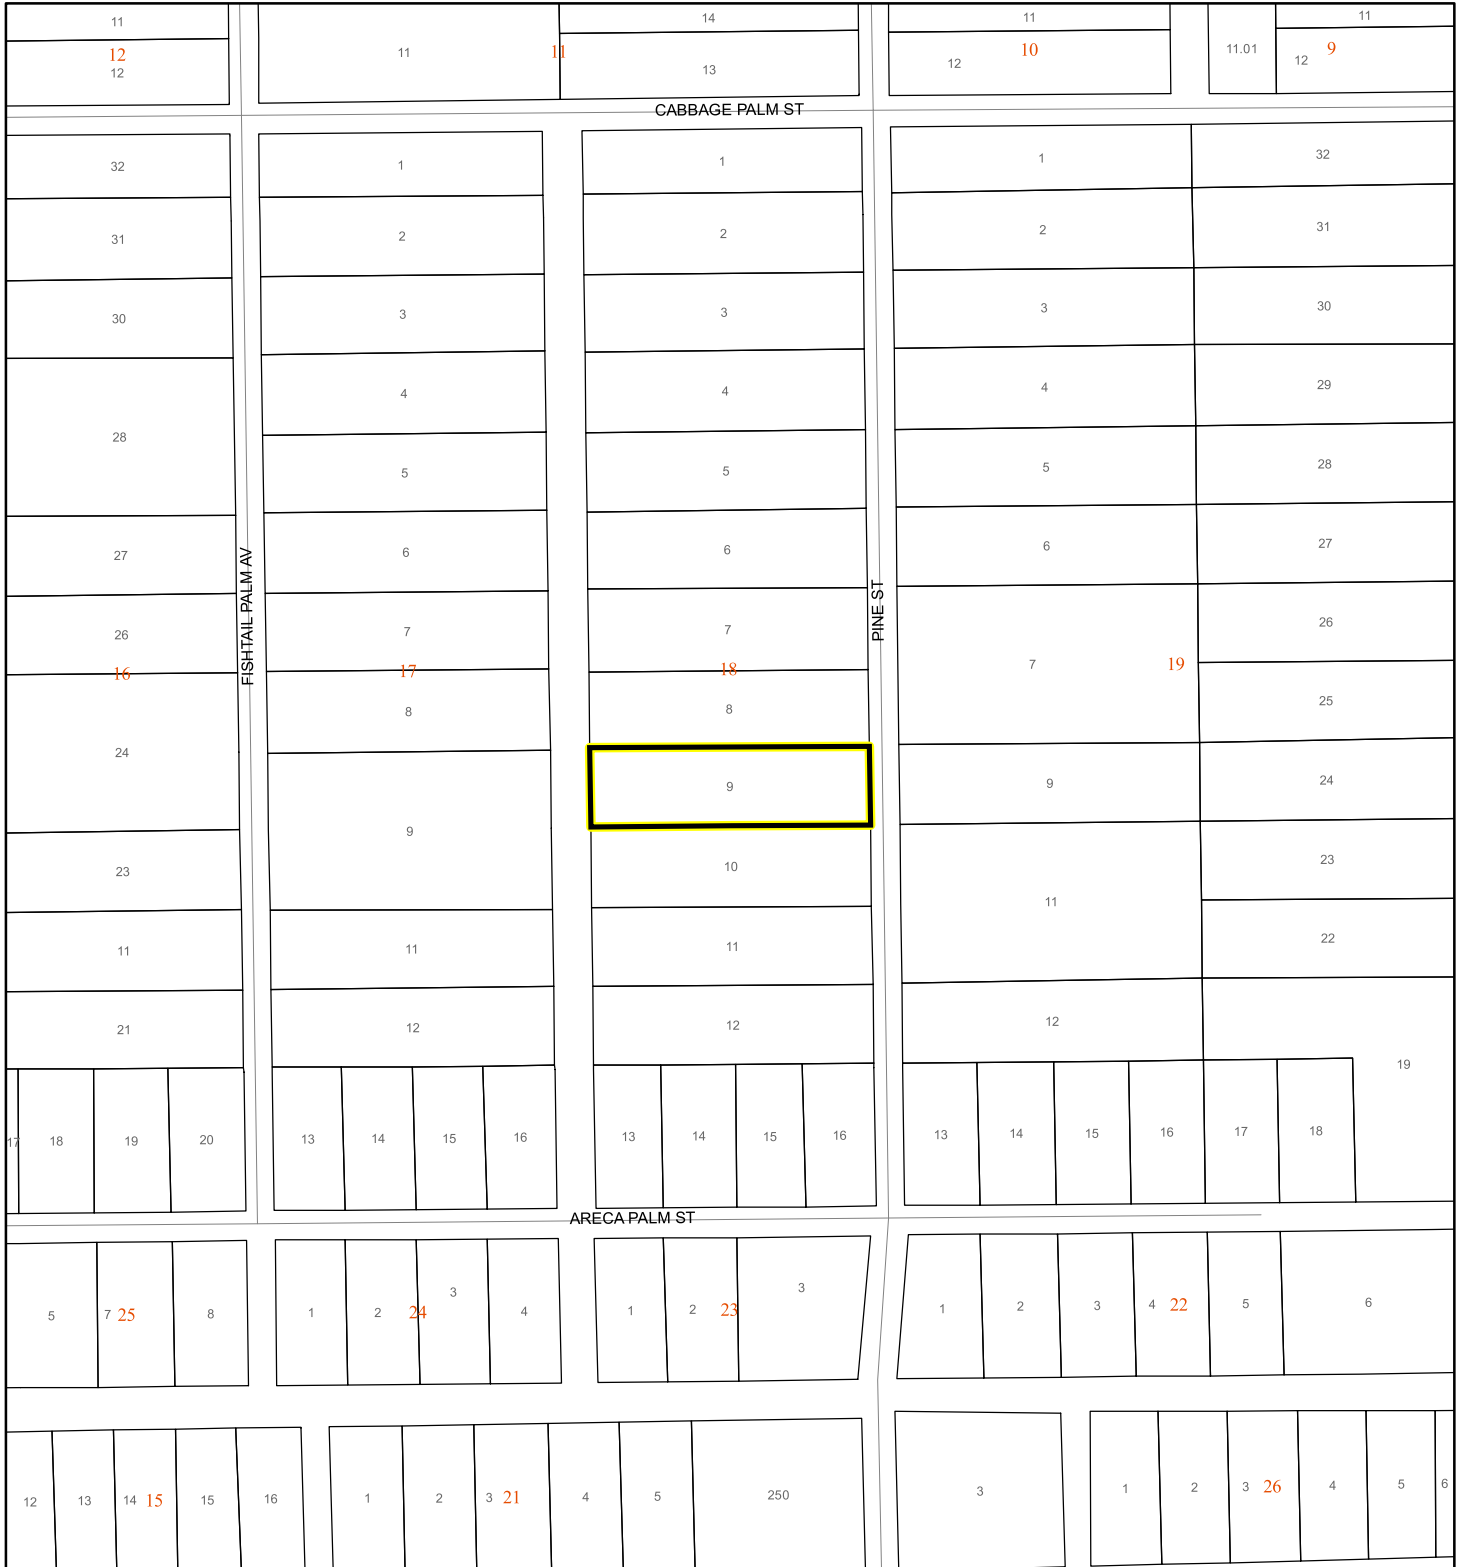 11 14 11 11
12 11 11 10 11.01 12 9
12 13 12
CABBAGE PALM ST
32 1 1 1 32
31 2 2 2 31
30 3 3 3 30
4 4 4 29
28
5 5 5 28
27 6 6 6 27
FISHTAIL PALM AV
PINE ST
26 7 7 26
16 17 18 7 19
8 8 25
24 9 9 24
9
23 10 23
11
11 11 11 22
21 12 12 12
19
17 18 19 20 13 14 15 16 13 14 15 16 13 14 15 16 17 18
ARECA PALM ST
5 7 25 8 1 2 24 3 4 1 2 23 3 1 2 3 4 22 5 6
12 13 14 15 15 16 1 2 3 21 4 5 250 3 1 2 3 26 4 5 6